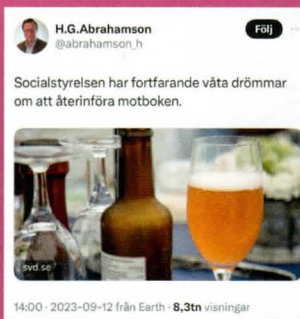 H.G.Abrahamson
@abrahamson_h
Följ
Socialstyrelsen har fortfarande våta drömmar
om att återinföra motboken.
svd.se
14:00 · 2023-09-12 från Earth · 8,3tn visningar